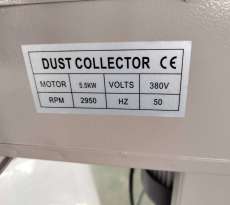 DUST COLLECTOR CE
MOTOR 5.5KW VOLTS 380V
RPM 2950 HZ 50